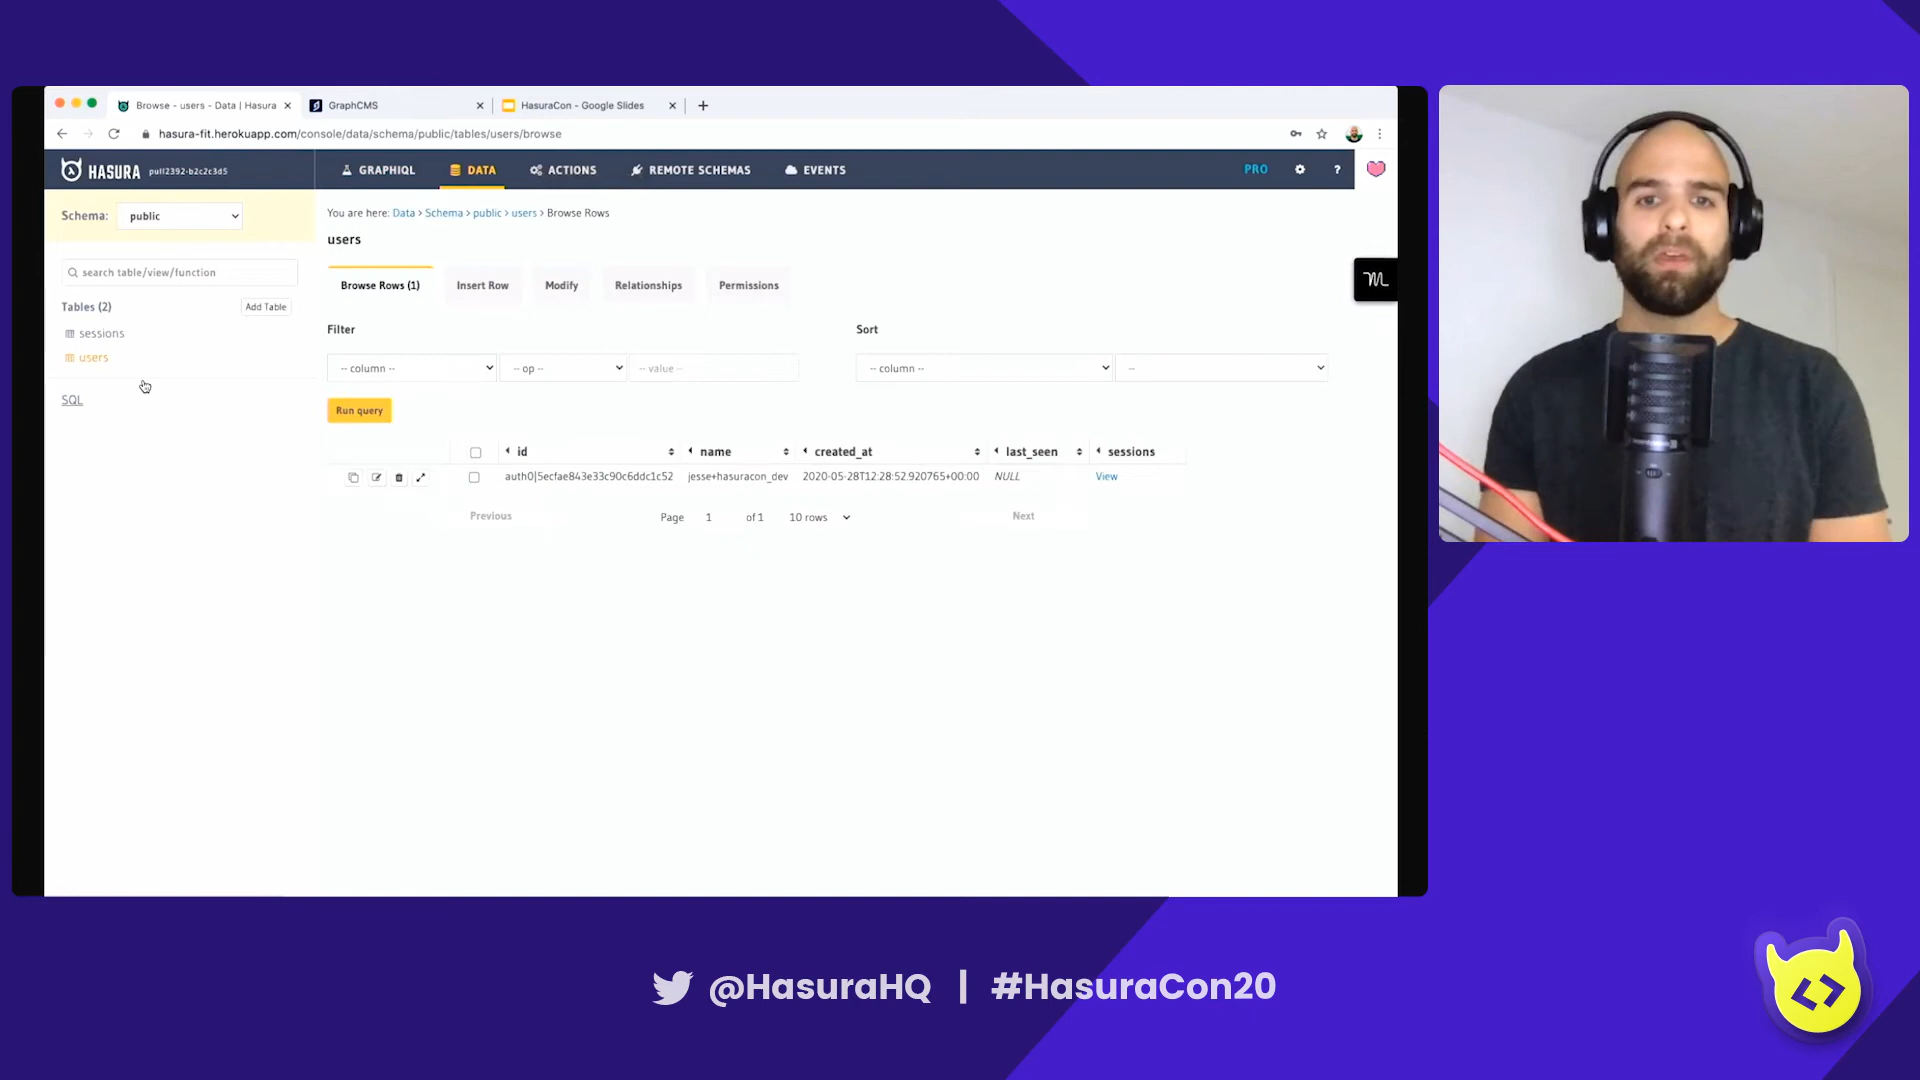 Browse - users - Data | Hasura
GraphCMS
HasuraCon - Google Slides
hasura-fit.herokuapp.com/console/data/schema/public/tables/users/browse
HASURA pull2392-b2c2c3d5
GRAPHIQL
DATA
ACTIONS
REMOTE SCHEMAS
EVENTS
PRO
?
Schema: public
You are here: Data > Schema > public > users > Browse Rows
users
search table/view/function
Browse Rows (1)
Insert Row
Modify
Relationships
Permissions
Tables (2)
Add Table
sessions
users
SQL
Filter
Sort
-- column --
-- op --
-- value --
-- column --
--
Run query
id name created_at last_seen sessions
auth0|5ecfae843e33c90c6ddc1c52 jesse+hasuracon_dev 2020-05-28T12:28:52.920765+00:00 NULL View
Previous Page 1 of 1 10 rows Next
@HasuraHQ | #HasuraCon20